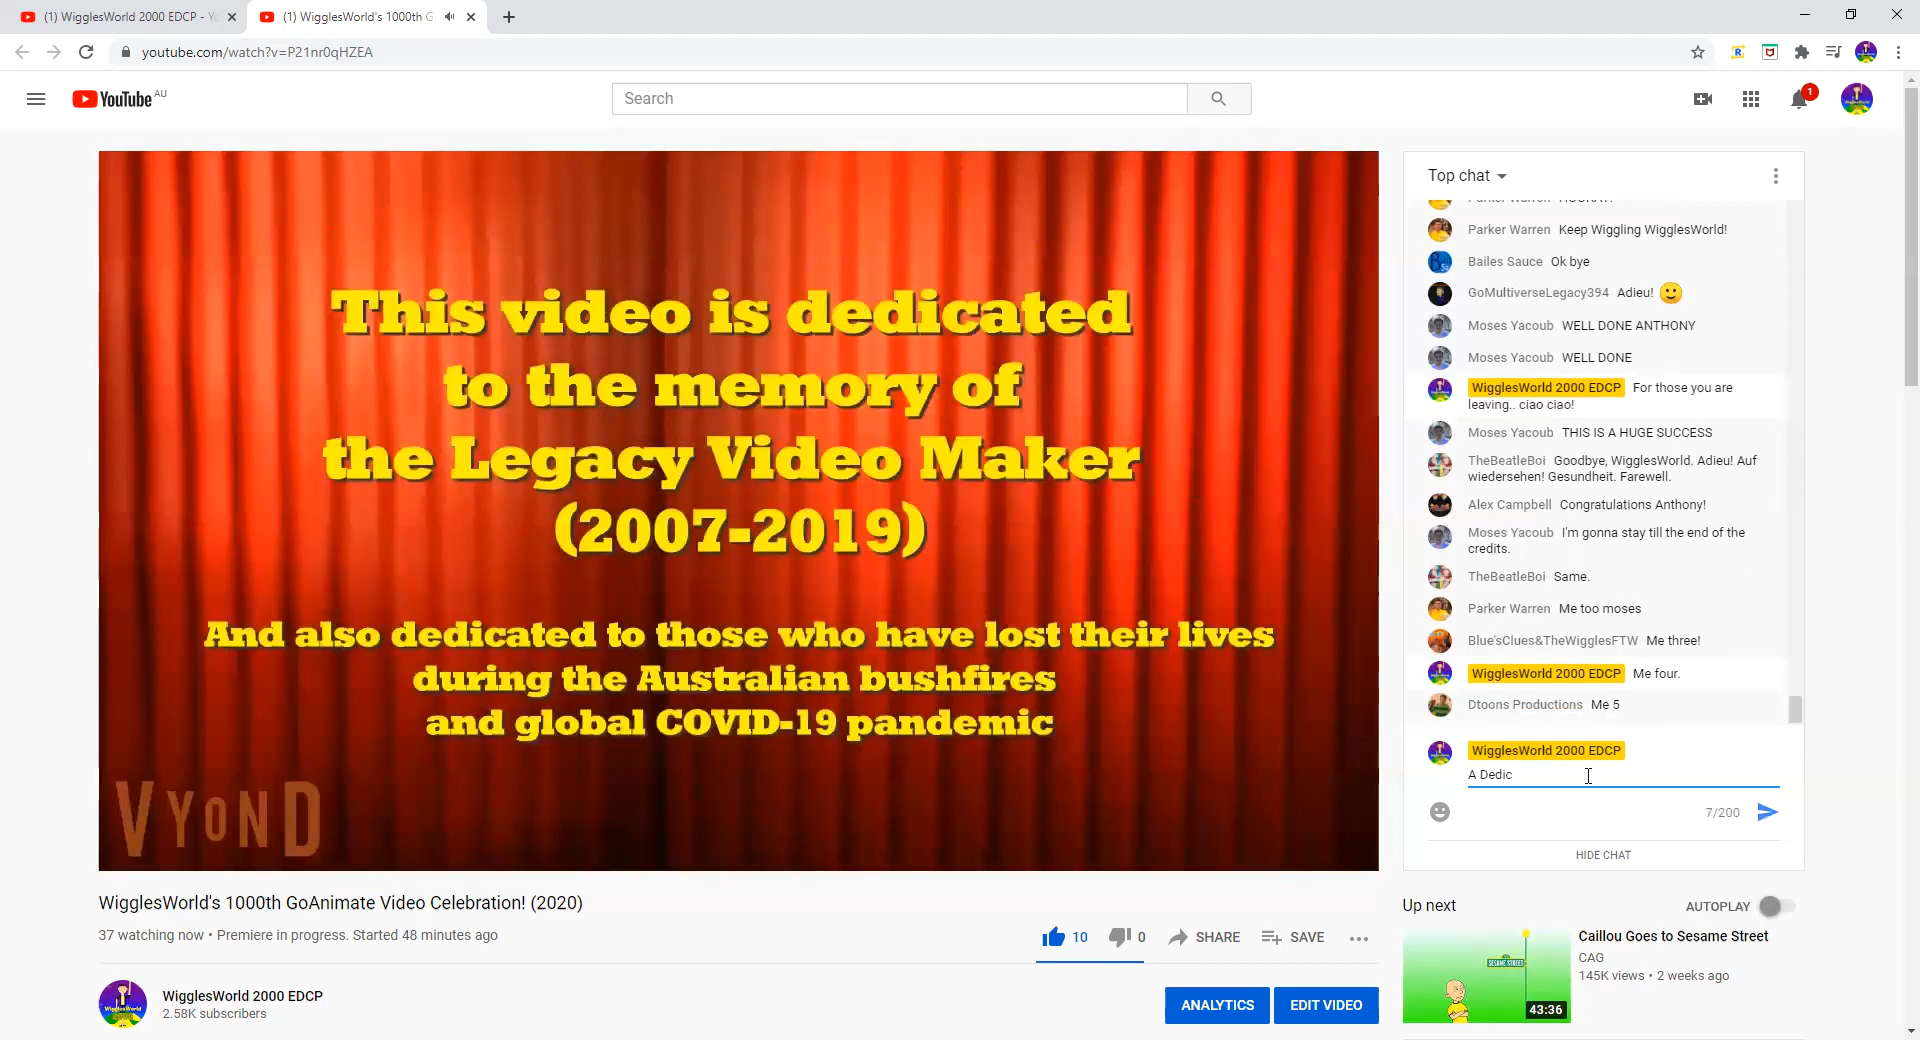 (1) WigglesWorld 2000 EDCP - Yo
(1) WigglesWorld's 1000th G
youtube.com/watch?v=P21nr0qHZEA
YouTube AU
Search
1
This video is dedicated
to the memory of
the Legacy Video Maker
(2007-2019)
And also dedicated to those who have lost their lives
during the Australian bushfires
and global COVID-19 pandemic
VYOND
Top chat
Parker Warren HOORAY!
Parker Warren Keep Wiggling WigglesWorld!
Bailes Sauce Ok bye
GoMultiverseLegacy394 Adieu!
Moses Yacoub WELL DONE ANTHONY
Moses Yacoub WELL DONE
WigglesWorld 2000 EDCP For those you are
leaving.. ciao ciao!
Moses Yacoub THIS IS A HUGE SUCCESS
TheBeatleBoi Goodbye, WigglesWorld. Adieu! Auf
wiedersehen! Gesundheit. Farewell.
Alex Campbell Congratulations Anthony!
Moses Yacoub I'm gonna stay till the end of the
credits.
TheBeatleBoi Same.
Parker Warren Me too moses
Blue'sClues&TheWigglesFTW Me three!
WigglesWorld 2000 EDCP Me four.
Dtoons Productions Me 5
WigglesWorld 2000 EDCP
A Dedic
7/200
HIDE CHAT
WigglesWorld's 1000th GoAnimate Video Celebration! (2020)
37 watching now • Premiere in progress. Started 48 minutes ago
10 0 SHARE SAVE
WigglesWorld 2000 EDCP
2.58K subscribers
ANALYTICS EDIT VIDEO
Up next AUTOPLAY
SESAME STREET
43:36
Caillou Goes to Sesame Street
CAG
145K views • 2 weeks ago